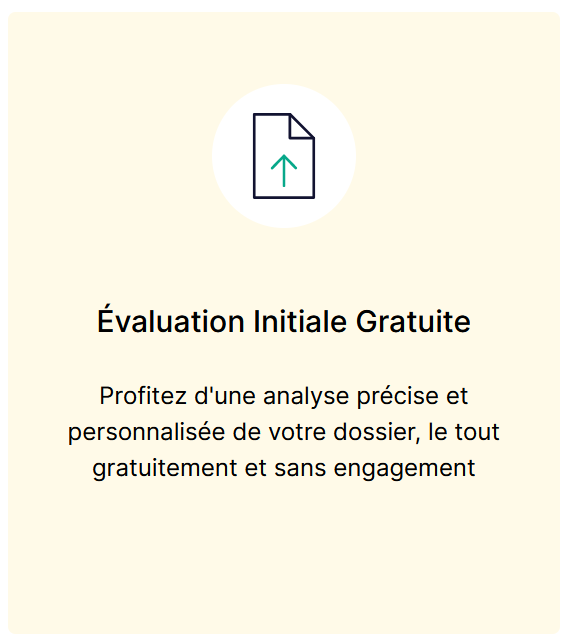 Évaluation Initiale Gratuite
Profitez d'une analyse précise et
personnalisée de votre dossier, le tout
gratuitement et sans engagement